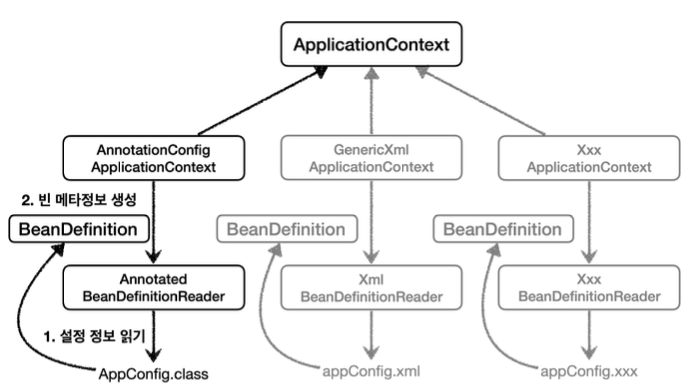 ApplicationContext
AnnotationConfig
ApplicationContext
GenericXml
ApplicationContext
Xxx
ApplicationContext
2. 빈 메타정보 생성
BeanDefinition
BeanDefinition
BeanDefinition
Annotated
BeanDefinitionReader
Xml
BeanDefinitionReader
Xxx
BeanDefinitionReader
1. 설정 정보 읽기
AppConfig.class
appConfig.xml
appConfig.xxx